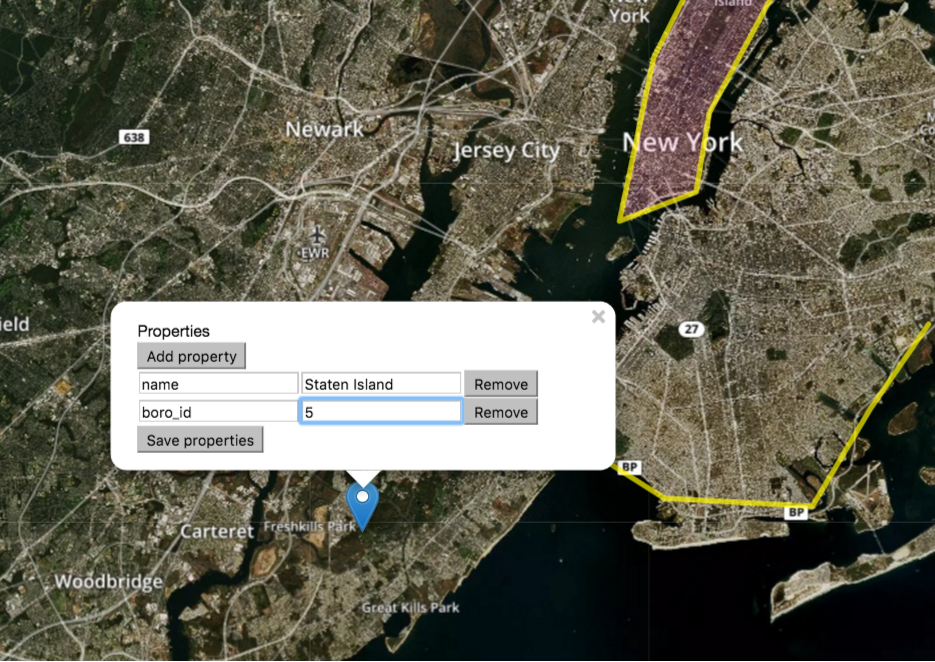 New
York
Island
638
Newark
Jersey City
New York
EWR
ield
27
×
Properties
Add property
name Staten Island Remove
boro_id 5 Remove
Save properties
BP
BP
Freshkills Park
Carteret
Woodbridge
Great Kills Park